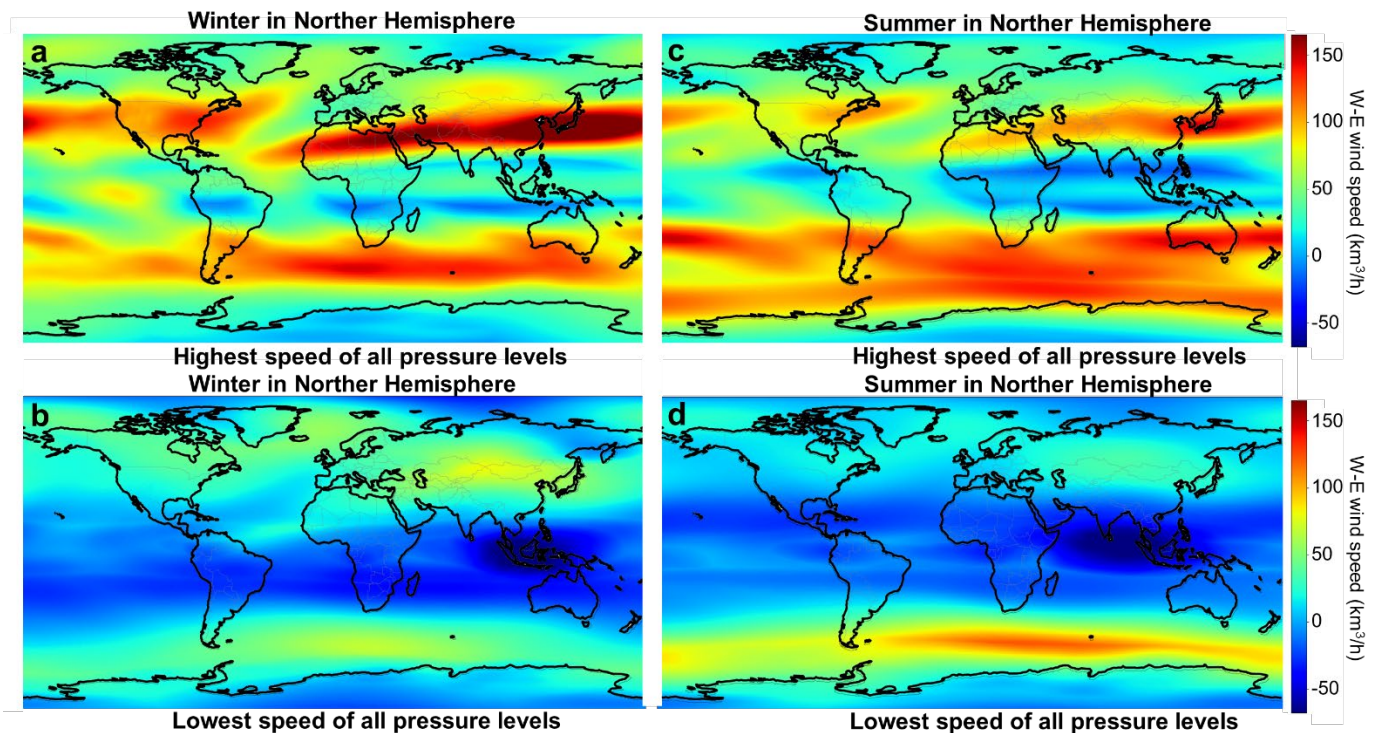 Winter in Norther Hemisphere
a
Highest speed of all pressure levels
Summer in Norther Hemisphere
c
Highest speed of all pressure levels
150
100
50
0
-50
W-E wind speed (km³/h)
Winter in Norther Hemisphere
b
Lowest speed of all pressure levels
Summer in Norther Hemisphere
d
Lowest speed of all pressure levels
150
100
50
0
-50
W-E wind speed (km³/h)